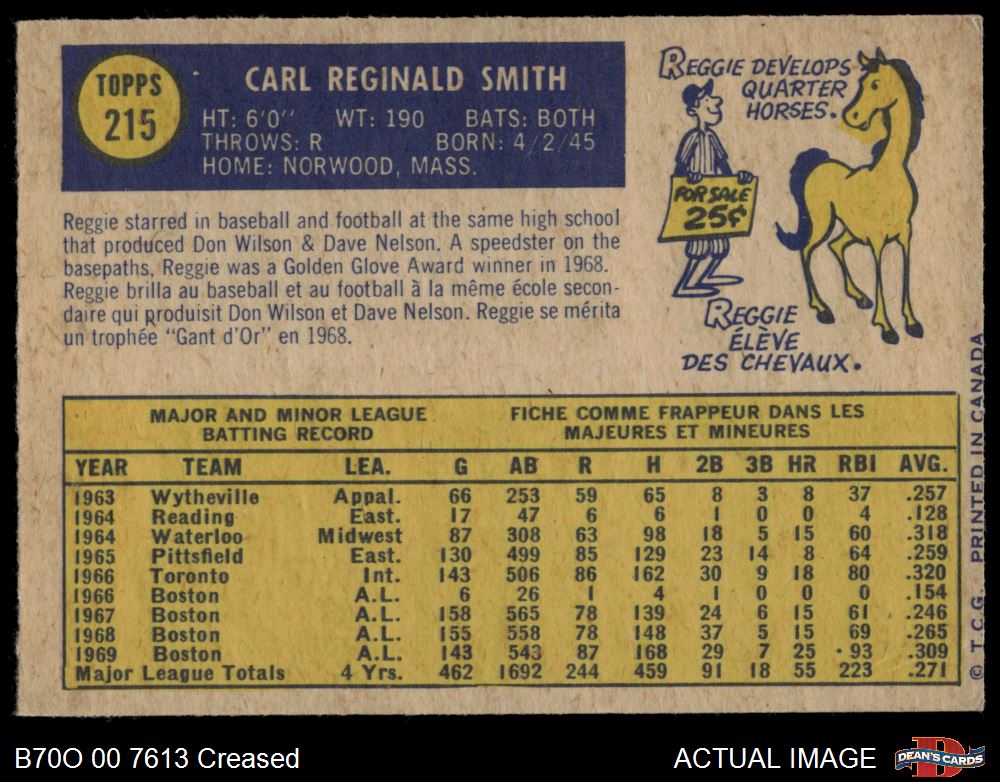 TOPPS
215
CARL REGINALD SMITH
HT: 6'0" WT: 190 BATS: BOTH
THROWS: R BORN: 4/2/45
HOME: NORWOOD, MASS.
REGGIE DEVELOPS
QUARTER
HORSES.
FOR SALE
25¢
REGGIE
ÉLÈVE
DES CHEVAUX.
Reggie starred in baseball and football at the same high school
that produced Don Wilson & Dave Nelson. A speedster on the
basepaths, Reggie was a Golden Glove Award winner in 1968.
Reggie brilla au baseball et au football à la même école secon-
daire qui produisit Don Wilson et Dave Nelson. Reggie se mérita
un trophée "Gant d'Or" en 1968.
MAJOR AND MINOR LEAGUE
BATTING RECORD
FICHE COMME FRAPPEUR DANS LES
MAJEURES ET MINEURES
YEAR TEAM LEA. G AB R H 2B 3B HR RBI AVG.
1963 Wytheville Appal. 66 253 59 65 8 3 8 37 .257
1964 Reading East. 17 47 6 6 1 0 0 4 .128
1964 Waterloo Midwest 87 308 63 98 18 5 15 60 .318
1965 Pittsfield East. 130 499 85 129 23 14 8 64 .259
1966 Toronto Int. 143 506 86 162 30 9 18 80 .320
1966 Boston A.L. 6 26 1 4 1 0 0 0 .154
1967 Boston A.L. 158 565 78 139 24 6 15 61 .246
1968 Boston A.L. 155 558 78 148 37 5 15 69 .265
1969 Boston A.L. 143 543 87 168 29 7 25 93 .309
Major League Totals 4 Yrs. 462 1692 244 459 91 18 55 223 .271
© T.C.G. PRINTED IN CANADA
B70O 00 7613 Creased
ACTUAL IMAGE
D
DEAN'S CARDS